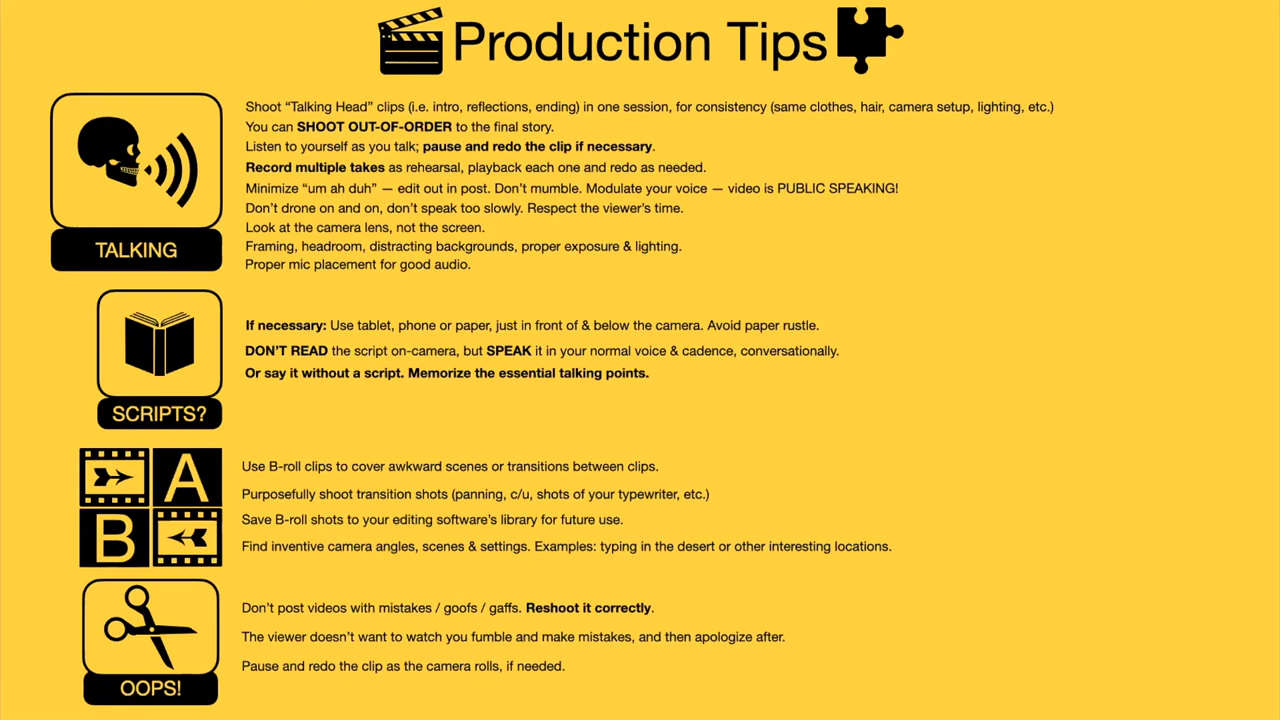 Production Tips
Shoot “Talking Head” clips (i.e. intro, reflections, ending) in one session, for consistency (same clothes, hair, camera setup, lighting, etc.)
You can SHOOT OUT-OF-ORDER to the final story.
Listen to yourself as you talk; pause and redo the clip if necessary.
Record multiple takes as rehearsal, playback each one and redo as needed.
Minimize “um ah duh” — edit out in post. Don’t mumble. Modulate your voice — video is PUBLIC SPEAKING!
Don’t drone on and on, don’t speak too slowly. Respect the viewer’s time.
Look at the camera lens, not the screen.
Framing, headroom, distracting backgrounds, proper exposure & lighting.
Proper mic placement for good audio.
TALKING
If necessary: Use tablet, phone or paper, just in front of & below the camera. Avoid paper rustle.
DON’T READ the script on-camera, but SPEAK it in your normal voice & cadence, conversationally.
Or say it without a script. Memorize the essential talking points.
SCRIPTS?
A
B
Use B-roll clips to cover awkward scenes or transitions between clips.
Purposefully shoot transition shots (panning, c/u, shots of your typewriter, etc.)
Save B-roll shots to your editing software’s library for future use.
Find inventive camera angles, scenes & settings. Examples: typing in the desert or other interesting locations.
Don’t post videos with mistakes / goofs / gaffs. Reshoot it correctly.
The viewer doesn’t want to watch you fumble and make mistakes, and then apologize after.
Pause and redo the clip as the camera rolls, if needed.
OOPS!